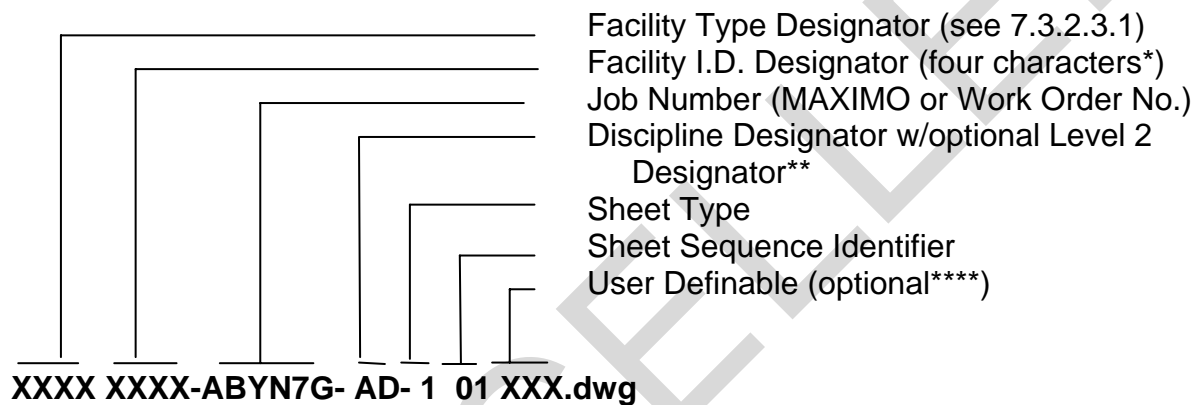 Facility Type Designator (see 7.3.2.3.1)
Facility I.D. Designator (four characters*)
Job Number (MAXIMO or Work Order No.)
Discipline Designator w/optional Level 2
Designator**
Sheet Type
Sheet Sequence Identifier
User Definable (optional****)
XXXX XXXX-ABYN7G- AD- 1 01 XXX.dwg